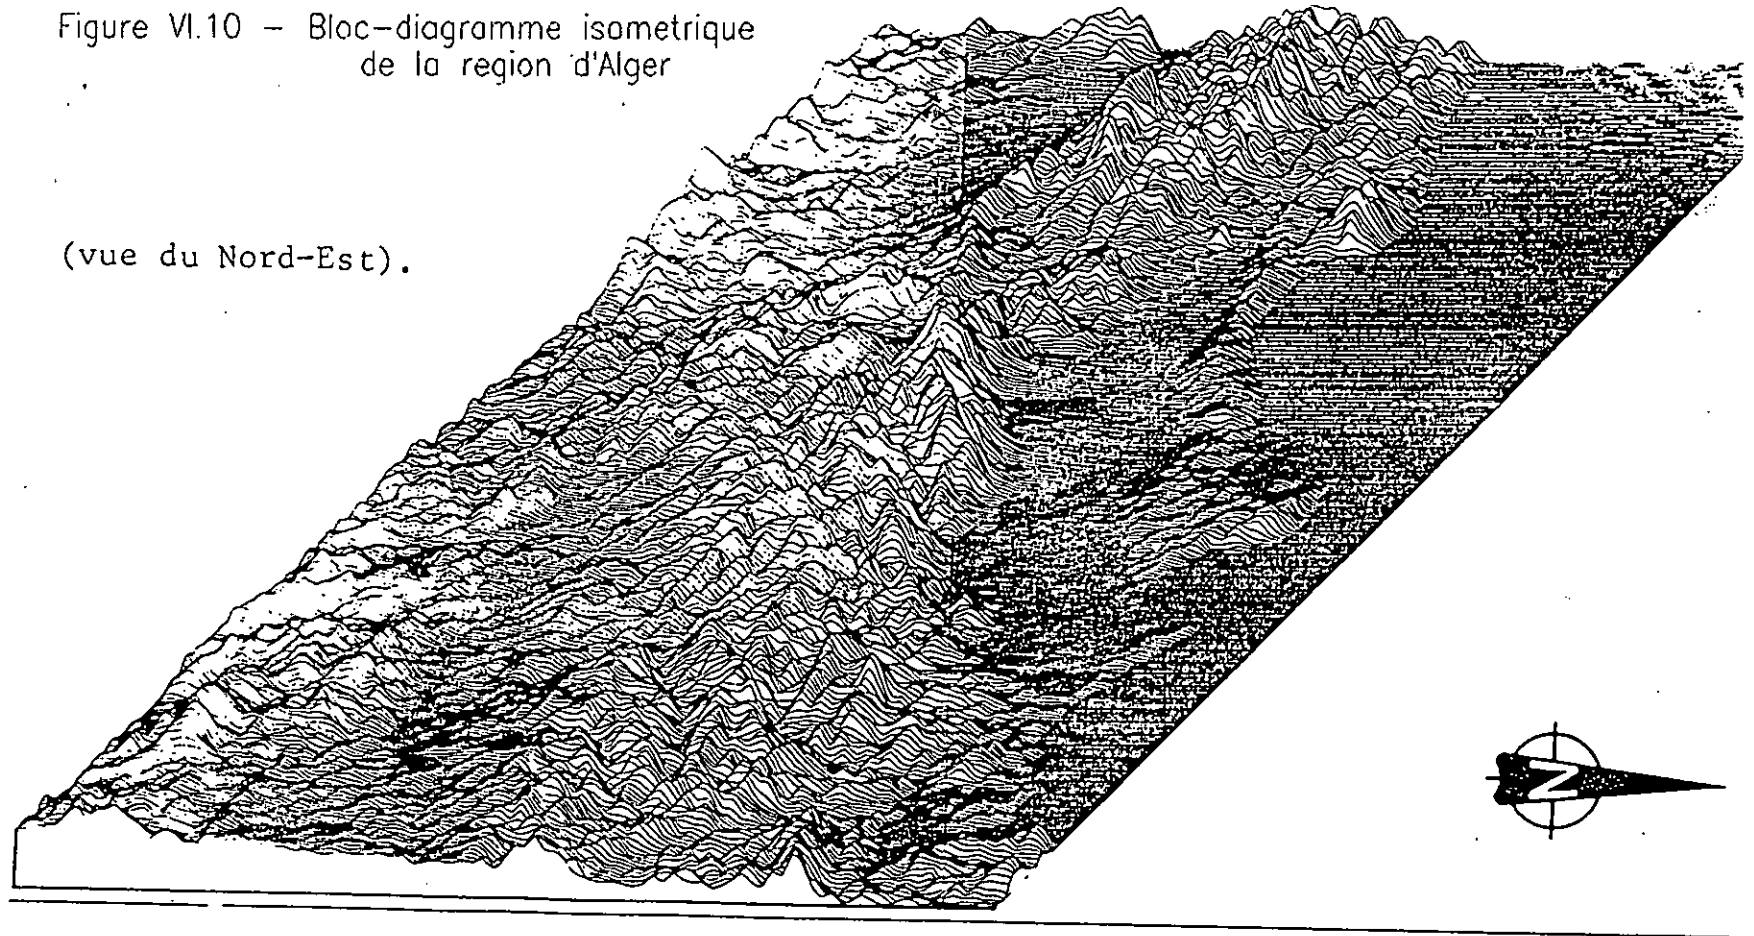 Figure VI.10 - Bloc-diagramme isometrique
de la region d'Alger
(vue du Nord-Est).
N